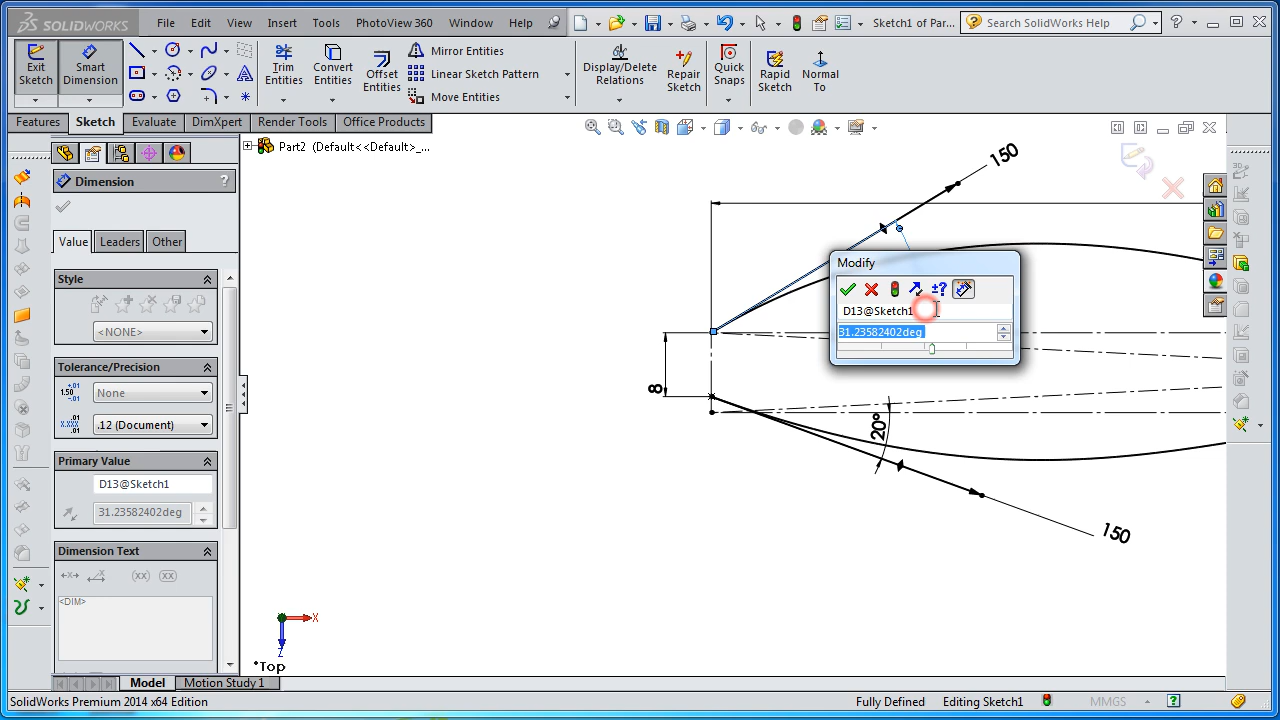 SOLIDWORKS File Edit View Insert Tools PhotoView 360 Window Help Sketch1 of Par... Search SolidWorks Help ?
Exit Sketch
Smart Dimension
Trim Entities
Convert Entities
Offset Entities
Mirror Entities
Linear Sketch Pattern
Move Entities
Display/Delete Relations
Repair Sketch
Quick Snaps
Rapid Sketch
Normal To
Features Sketch Evaluate DimXpert Render Tools Office Products
Part2 (Default<<Default>_...
Dimension ?
Value Leaders Other
Style
<NONE>
Tolerance/Precision
None
.12 (Document)
Primary Value
D13@Sketch1
31.23582402deg
Dimension Text
<DIM>
150
Modify
D13@Sketch1
31.23582402deg
8
20°
150
X
Z
*Top
Model Motion Study 1
SolidWorks Premium 2014 x64 Edition Fully Defined Editing Sketch1 MMGS ?